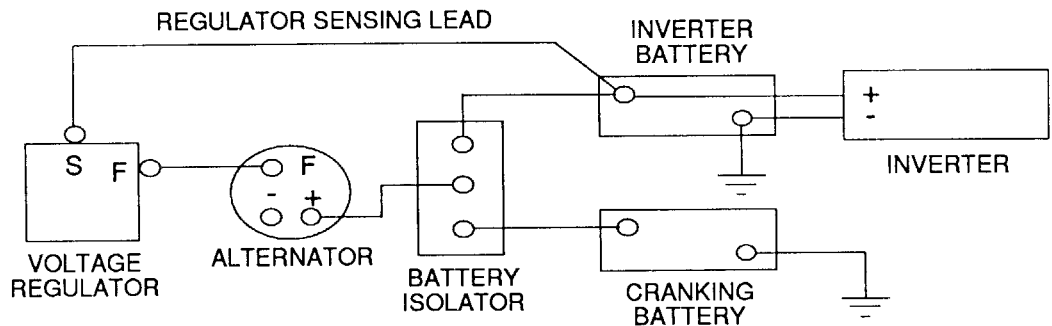 REGULATOR SENSING LEAD
INVERTER
BATTERY
+
-
INVERTER
S
F
VOLTAGE
REGULATOR
F
-
+
ALTERNATOR
BATTERY
ISOLATOR
CRANKING
BATTERY